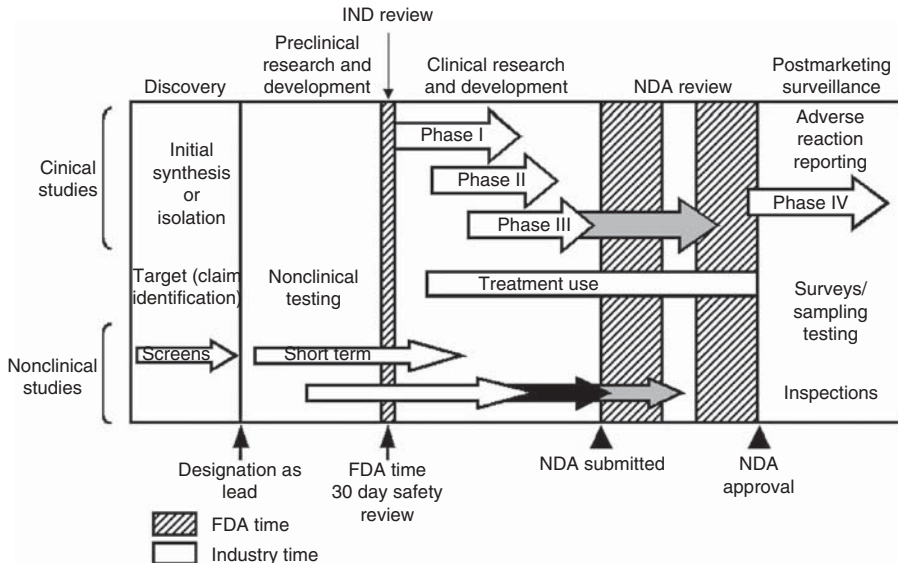 IND review
Preclinical
research and
development
Clinical research
and development
Discovery
NDA review
Postmarketing
surveillance
Cinical
studies
Initial
synthesis
or
isolation
Phase I
Phase II
Phase III
Adverse
reaction
reporting
Phase IV
Target (claim
identification)
Nonclinical
testing
Treatment use
Surveys/
sampling
testing
Nonclinical
studies
Screens
Short term
Inspections
Designation as
lead
FDA time
30 day safety
review
NDA submitted
NDA
approval
FDA time
Industry time